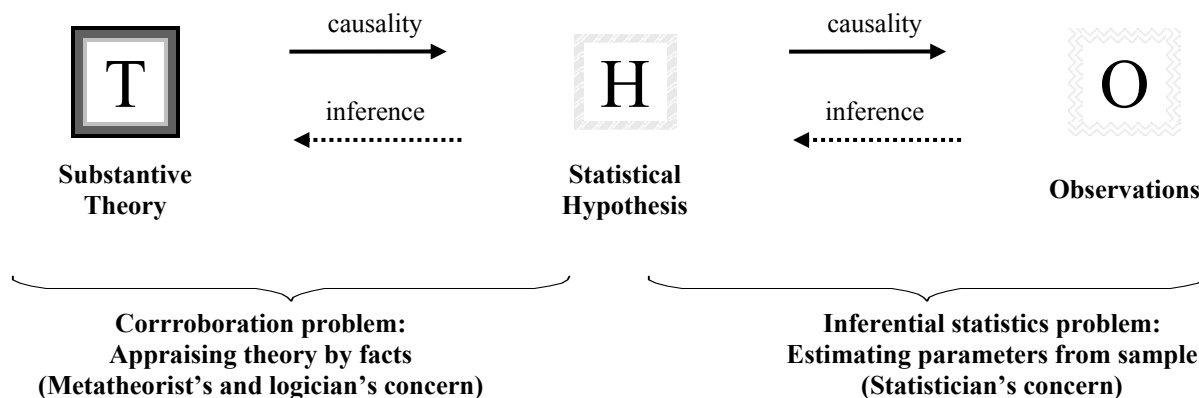 causality
causality
T
H
O
inference
inference
Substantive
Theory
Statistical
Hypothesis
Observations
Corrroboration problem:
Appraising theory by facts
(Metatheorist's and logician's concern)
Inferential statistics problem:
Estimating parameters from sample
(Statistician's concern)